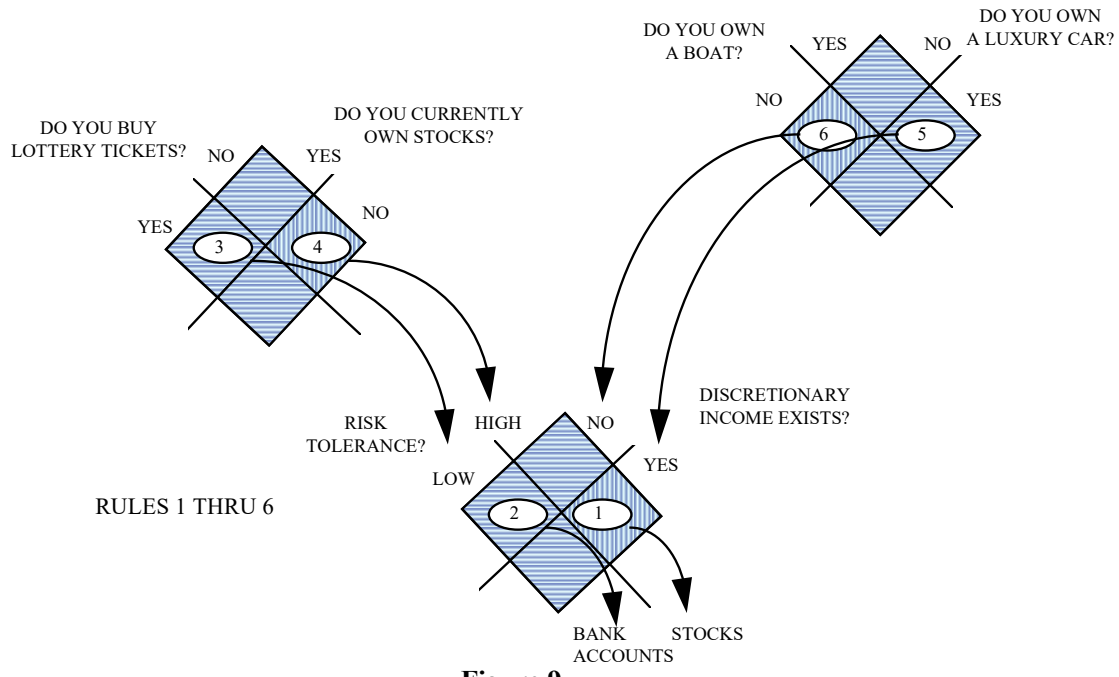 DO YOU OWN
A BOAT?
YES
NO
DO YOU OWN
A LUXURY CAR?
NO
YES
6
5
DO YOU BUY
LOTTERY TICKETS?
NO
YES
DO YOU CURRENTLY
OWN STOCKS?
YES
NO
3
4
RISK
TOLERANCE?
HIGH
NO
DISCRETIONARY
INCOME EXISTS?
LOW
YES
RULES 1 THRU 6
2
1
BANK
ACCOUNTS
STOCKS